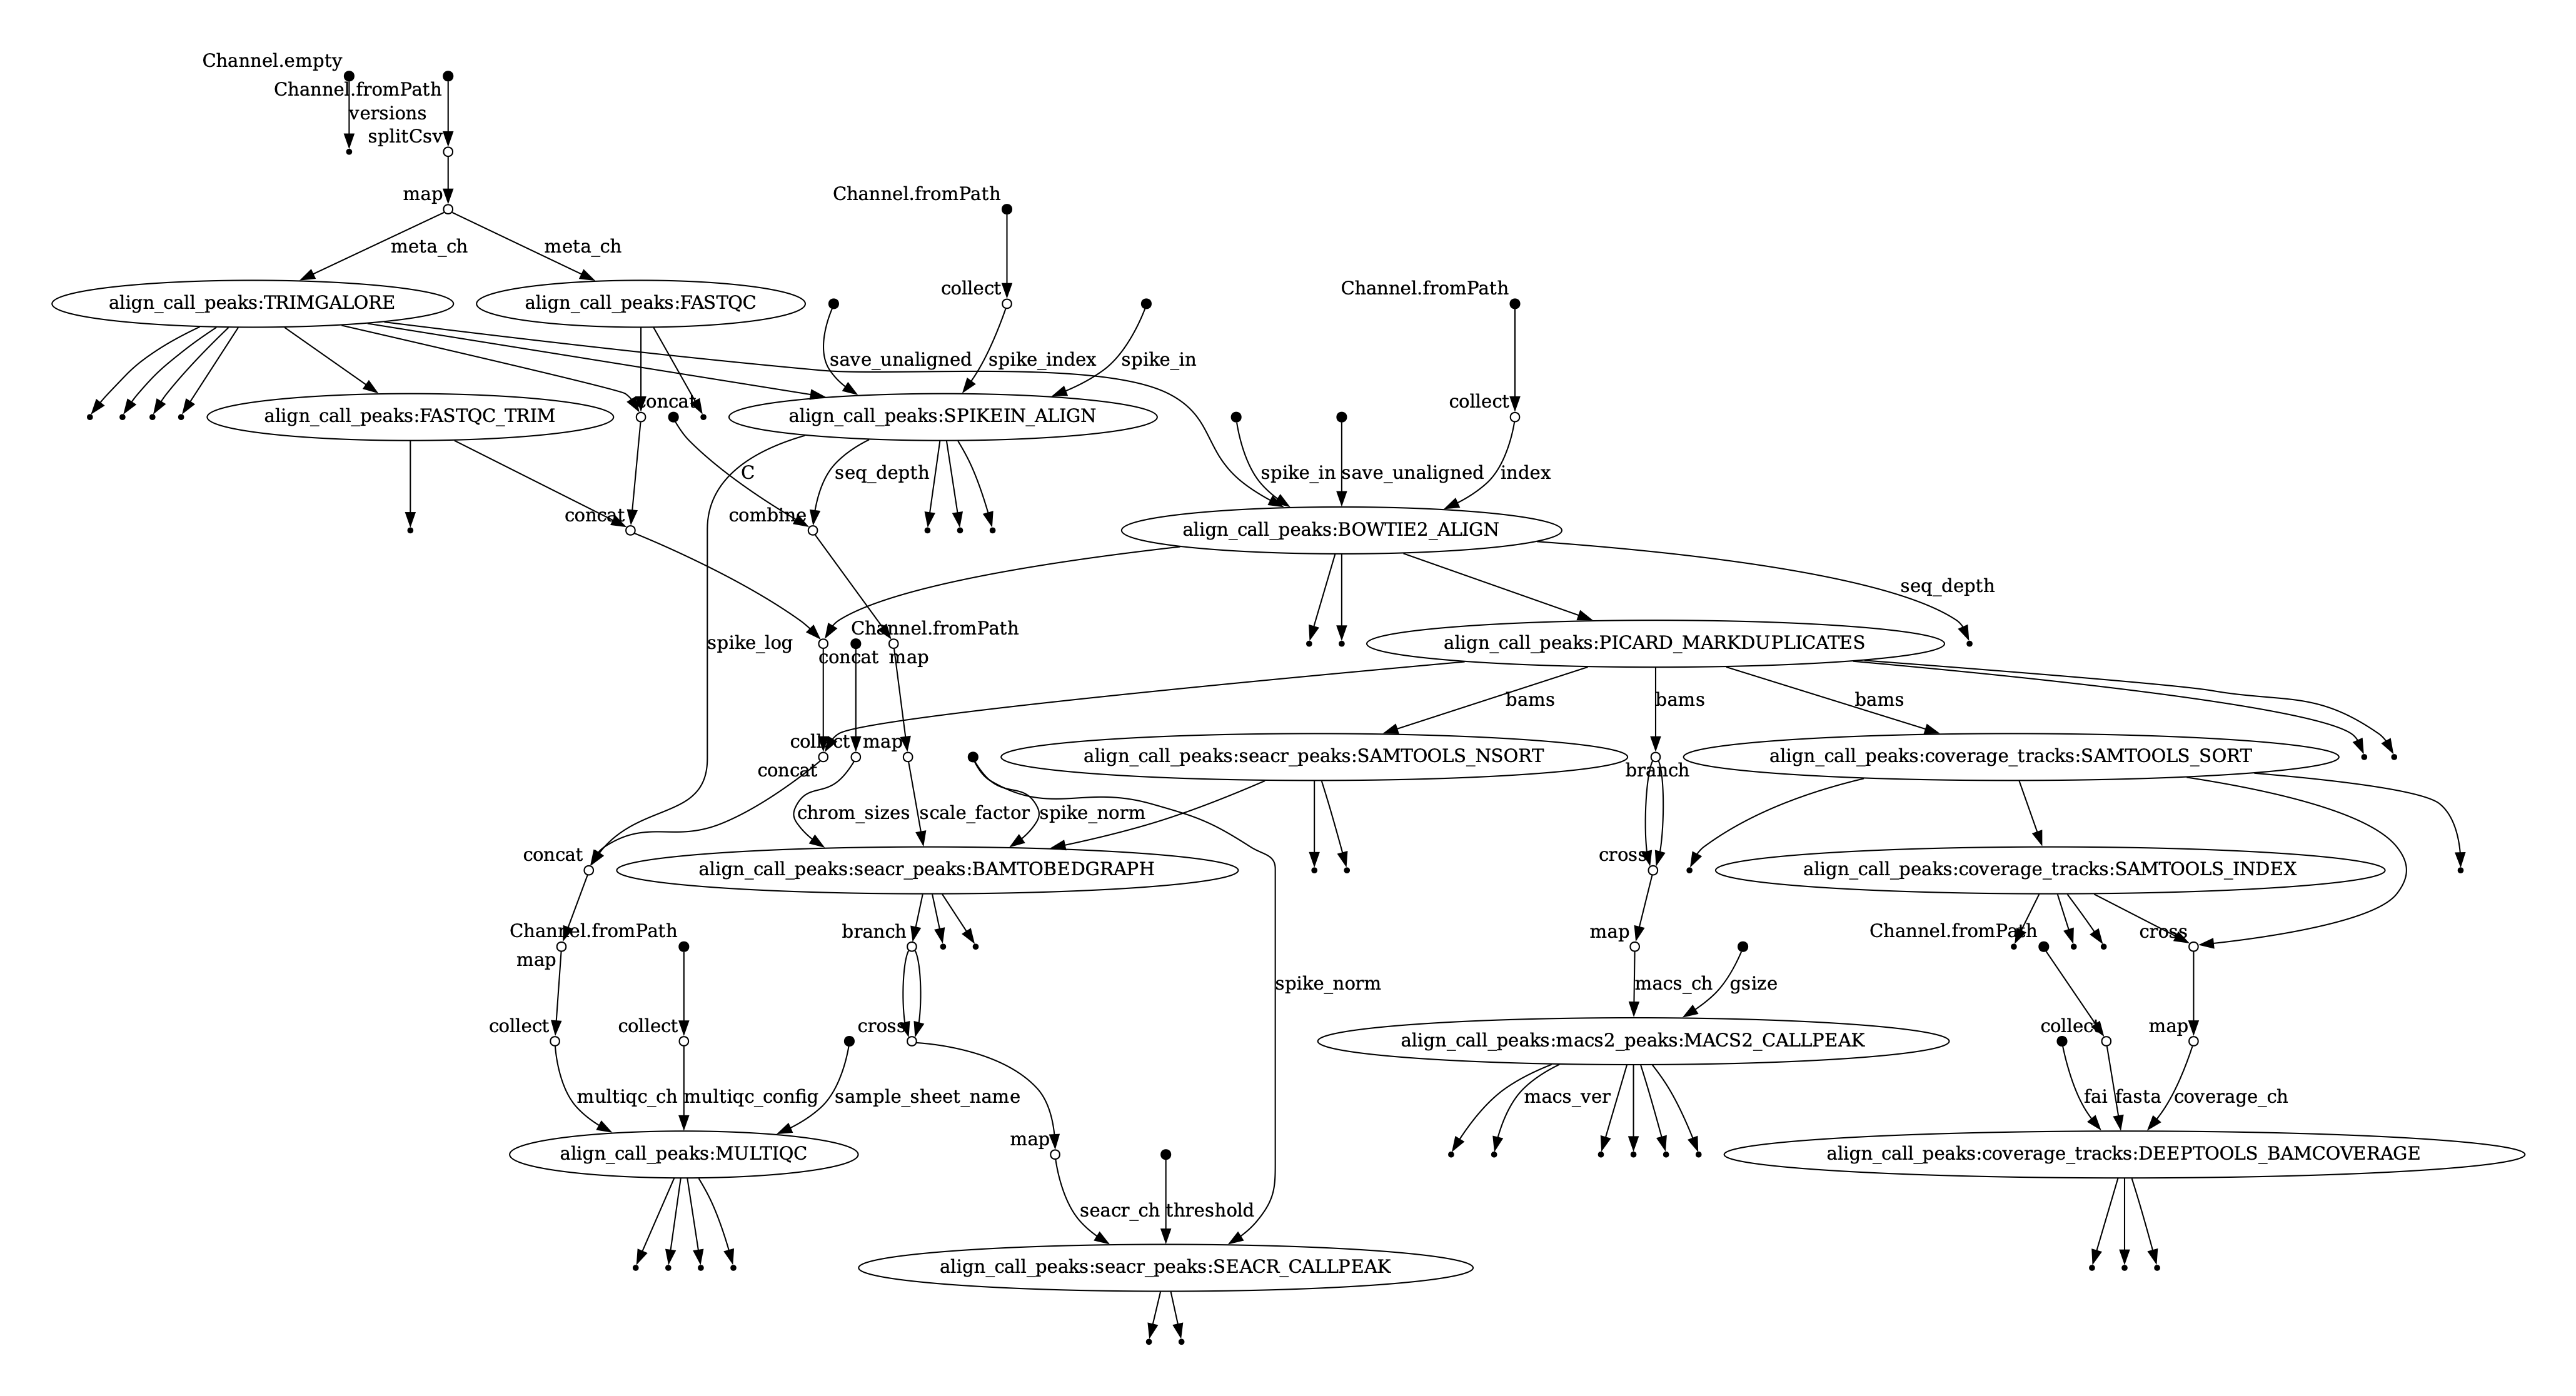 Channel.empty
Channel.fromPath
versions
splitCsv
map
Channel.fromPath
meta_ch
meta_ch
collect
Channel.fromPath
align_call_peaks:TRIMGALORE
align_call_peaks:FASTQC
save_unaligned
spike_index
spike_in
concat
collect
align_call_peaks:FASTQC_TRIM
align_call_peaks:SPIKEIN_ALIGN
C
seq_depth
spike_in
save_unaligned
index
concat
combine
align_call_peaks:BOWTIE2_ALIGN
seq_depth
Channel.fromPath
spike_log
concat
map
align_call_peaks:PICARD_MARKDUPLICATES
bams
bams
bams
collect
map
concat
align_call_peaks:seacr_peaks:SAMTOOLS_NSORT
branch
align_call_peaks:coverage_tracks:SAMTOOLS_SORT
chrom_sizes
scale_factor
spike_norm
concat
align_call_peaks:seacr_peaks:BAMTOBEDGRAPH
cross
align_call_peaks:coverage_tracks:SAMTOOLS_INDEX
Channel.fromPath
map
branch
map
Channel.fromPath
cross
spike_norm
macs_ch
gsize
collect
collect
cross
align_call_peaks:macs2_peaks:MACS2_CALLPEAK
collect
map
multiqc_ch
multiqc_config
sample_sheet_name
macs_ver
fai
fasta
coverage_ch
align_call_peaks:MULTIQC
map
align_call_peaks:coverage_tracks:DEEPTOOLS_BAMCOVERAGE
seacr_ch
threshold
align_call_peaks:seacr_peaks:SEACR_CALLPEAK